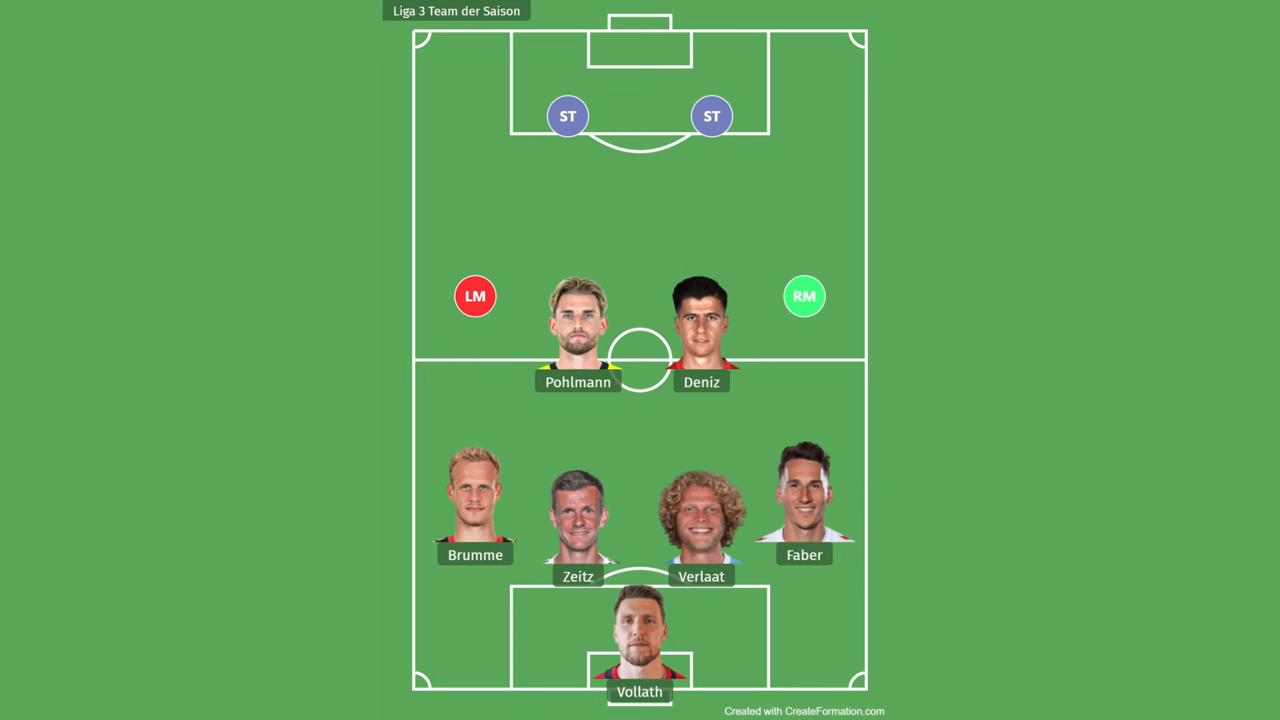 Liga 3 Team der Saison
ST
ST
LM
RM
Pohlmann
Deniz
Brumme
Faber
Zeitz
Verlaat
Vollath
Created with CreateFormation.com